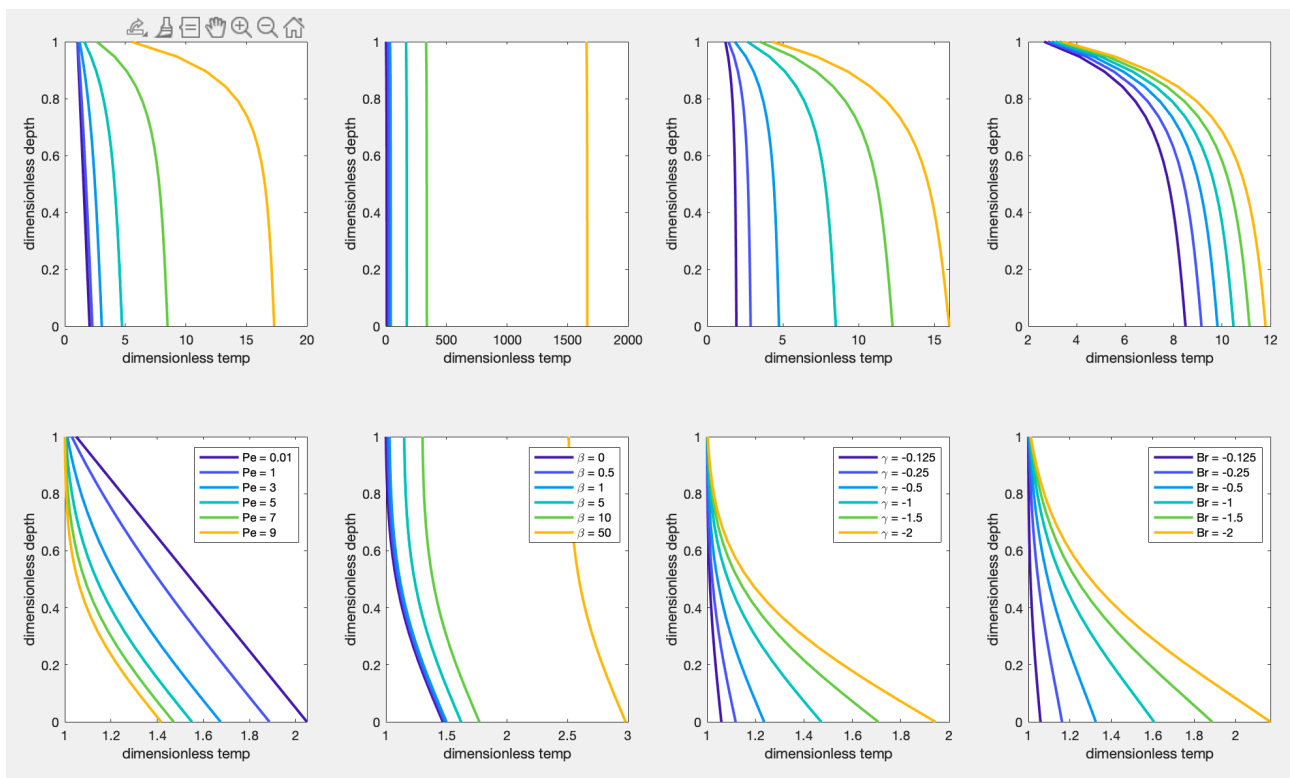 1
0.8
0.6
0.4
0.2
0
dimensionless depth
0 5 10 15 20
dimensionless temp
1
0.8
0.6
0.4
0.2
0
dimensionless depth
0 500 1000 1500 2000
dimensionless temp
1
0.8
0.6
0.4
0.2
0
dimensionless depth
0 5 10 15
dimensionless temp
1
0.8
0.6
0.4
0.2
0
dimensionless depth
2 4 6 8 10 12
dimensionless temp
1
0.8
0.6
0.4
0.2
0
dimensionless depth
Pe = 0.01
Pe = 1
Pe = 3
Pe = 5
Pe = 7
Pe = 9
1 1.2 1.4 1.6 1.8 2
dimensionless temp
1
0.8
0.6
0.4
0.2
0
dimensionless depth
β = 0
β = 0.5
β = 1
β = 5
β = 10
β = 50
1 1.5 2 2.5 3
dimensionless temp
1
0.8
0.6
0.4
0.2
0
dimensionless depth
γ = -0.125
γ = -0.25
γ = -0.5
γ = -1
γ = -1.5
γ = -2
1 1.2 1.4 1.6 1.8 2
dimensionless temp
1
0.8
0.6
0.4
0.2
0
dimensionless depth
Br = -0.125
Br = -0.25
Br = -0.5
Br = -1
Br = -1.5
Br = -2
1 1.2 1.4 1.6 1.8 2
dimensionless temp